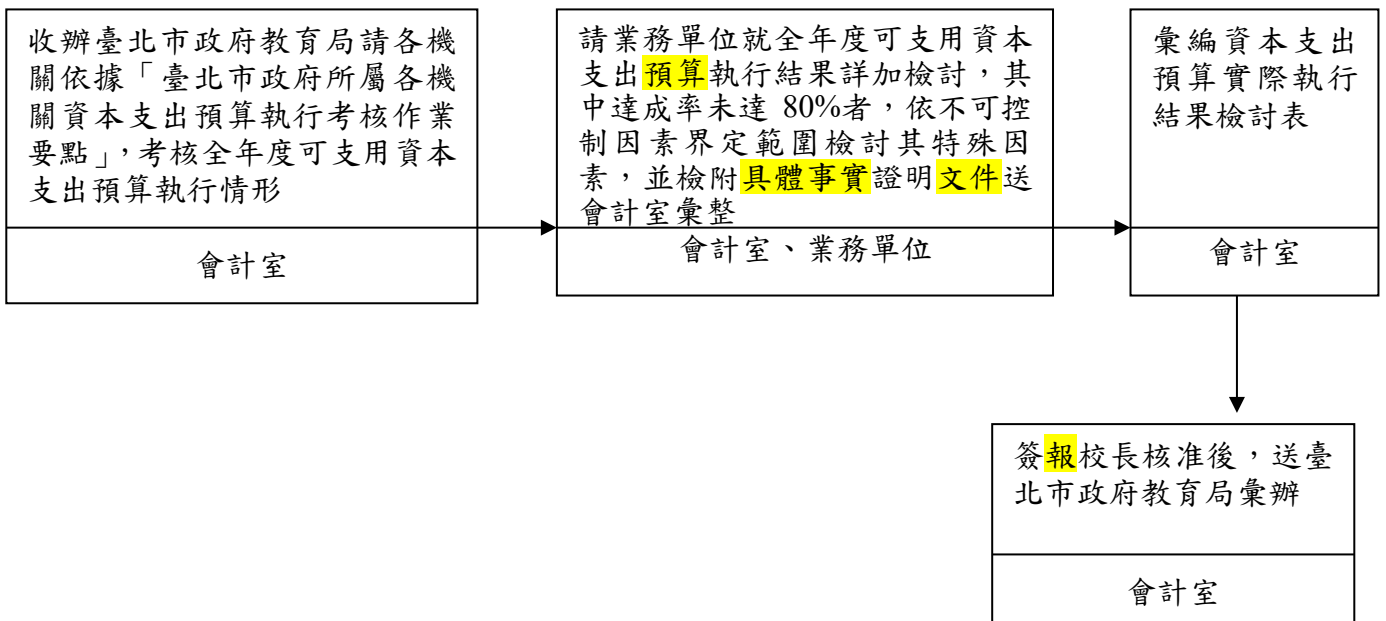 收辦臺北市政府教育局請各機
關依據「臺北市政府所屬各機
關資本支出預算執行考核作業
要點」,考核全年度可支用資本
支出預算執行情形
會計室
請業務單位就全年度可支用資本
支出預算執行結果詳加檢討,其
中達成率未達 80%者,依不可控
制因素界定範圍檢討其特殊因
素,並檢附具體事實證明文件送
會計室彙整
會計室、業務單位
彙編資本支出
預算實際執行
結果檢討表
會計室
簽報校長核准後,送臺
北市政府教育局彙辦
會計室